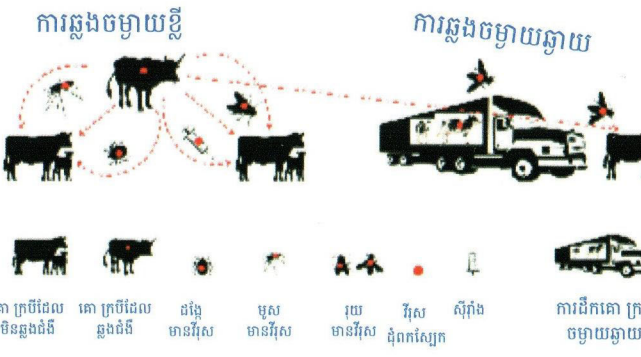 ការឆ្លងចម្ងាយខ្លី
ការឆ្លងចម្ងាយឆ្ងាយ
គោ ក្របីដែល
មិនឆ្លងជំងឺ
គោ ក្របីដែល
ឆ្លងជំងឺ
ដង្កែ
មានវីរុស
មូស
មានវីរុស
រុយ
មានវីរុស
វីរុស
ដុំពកស្បែក
ស៊ីរ៉ាំង
ការដឹកគោ
ចម្ងាយឆ្ងាយ